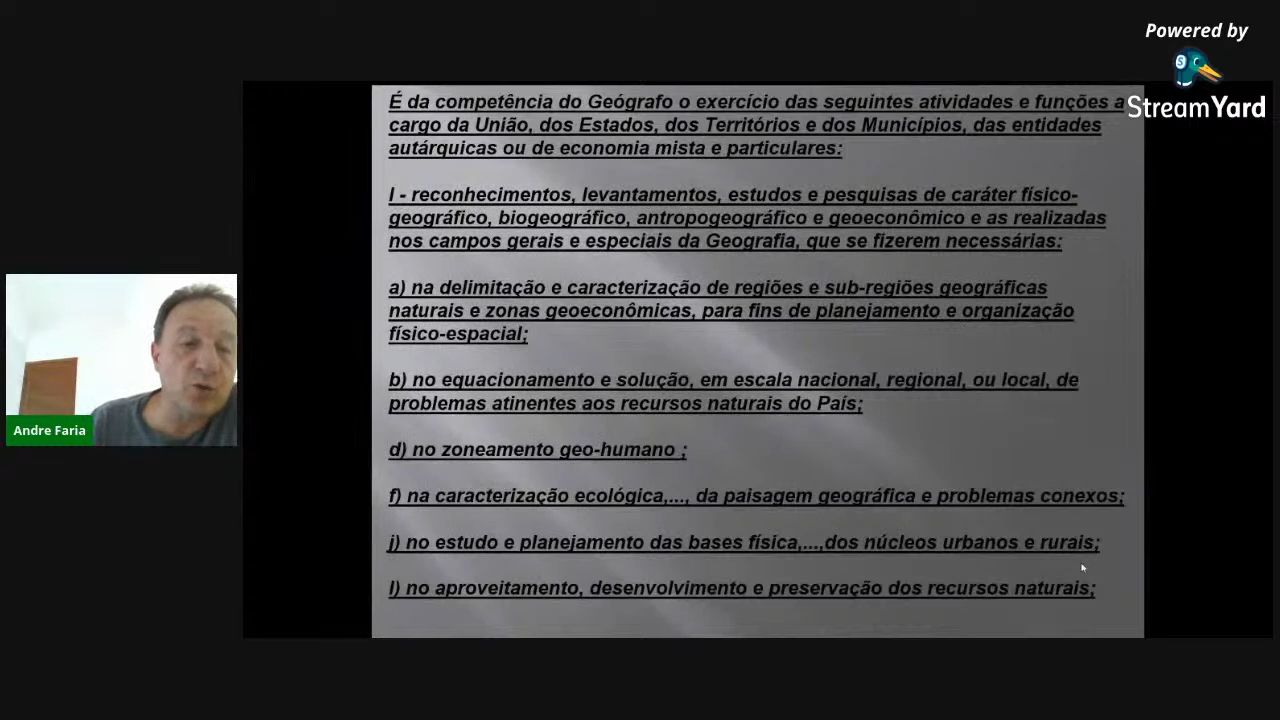 Powered by
StreamYard
É da competência do Geógrafo o exercício das seguintes atividades e funções a
cargo da União, dos Estados, dos Territórios e dos Municípios, das entidades
autárquicas ou de economia mista e particulares:
I - reconhecimentos, levantamentos, estudos e pesquisas de caráter físico-
geográfico, biogeográfico, antropogeográfico e geoeconômico e as realizadas
nos campos gerais e especiais da Geografia, que se fizerem necessárias:
a) na delimitação e caracterização de regiões e sub-regiões geográficas
naturais e zonas geoeconômicas, para fins de planejamento e organização
físico-espacial;
b) no equacionamento e solução, em escala nacional, regional, ou local, de
problemas atinentes aos recursos naturais do País;
d) no zoneamento geo-humano ;
f) na caracterização ecológica,..., da paisagem geográfica e problemas conexos;
j) no estudo e planejamento das bases física,...,dos núcleos urbanos e rurais;
l) no aproveitamento, desenvolvimento e preservação dos recursos naturais;
Andre Faria